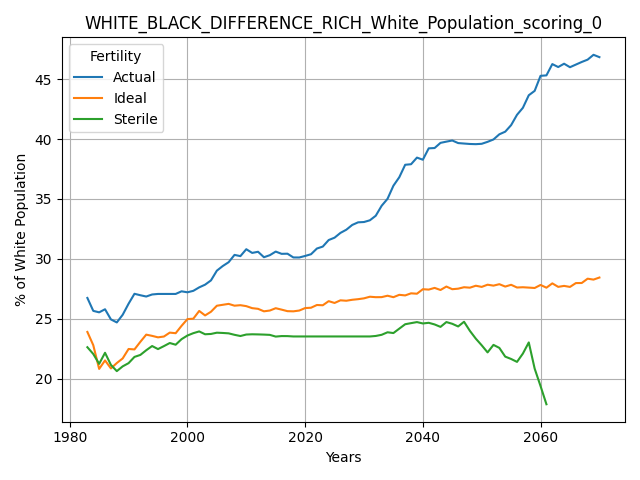 WHITE_BLACK_DIFFERENCE_RICH_White_Population_scoring_0
Fertility
Actual
Ideal
Sterile
% of White Population
45
40
35
30
25
20
1980
2000
2020
2040
2060
Years